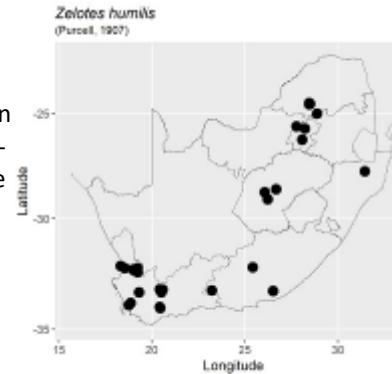 Zelotes humilis
(Purcell, 1907)
n
-
e
-25
-30
-35
Latitude
15
20
25
30
Longitude